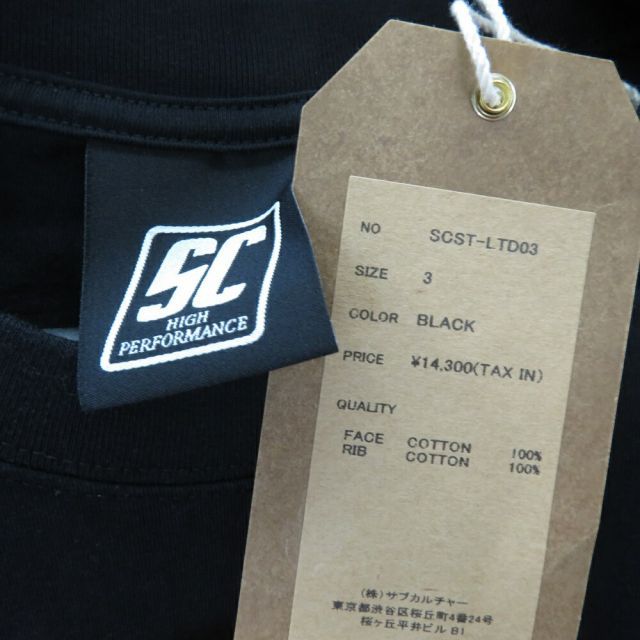 SC
HIGH
PERFORMANCE
NO SCST-LTD03
SIZE 3
COLOR BLACK
PRICE ¥14,300(TAX IN)
QUALITY
FACE COTTON 100%
RIB COTTON 100%
(株)サブカルチャー
東京都渋谷区桜丘町4番24号
桜ヶ丘平井ビル B1